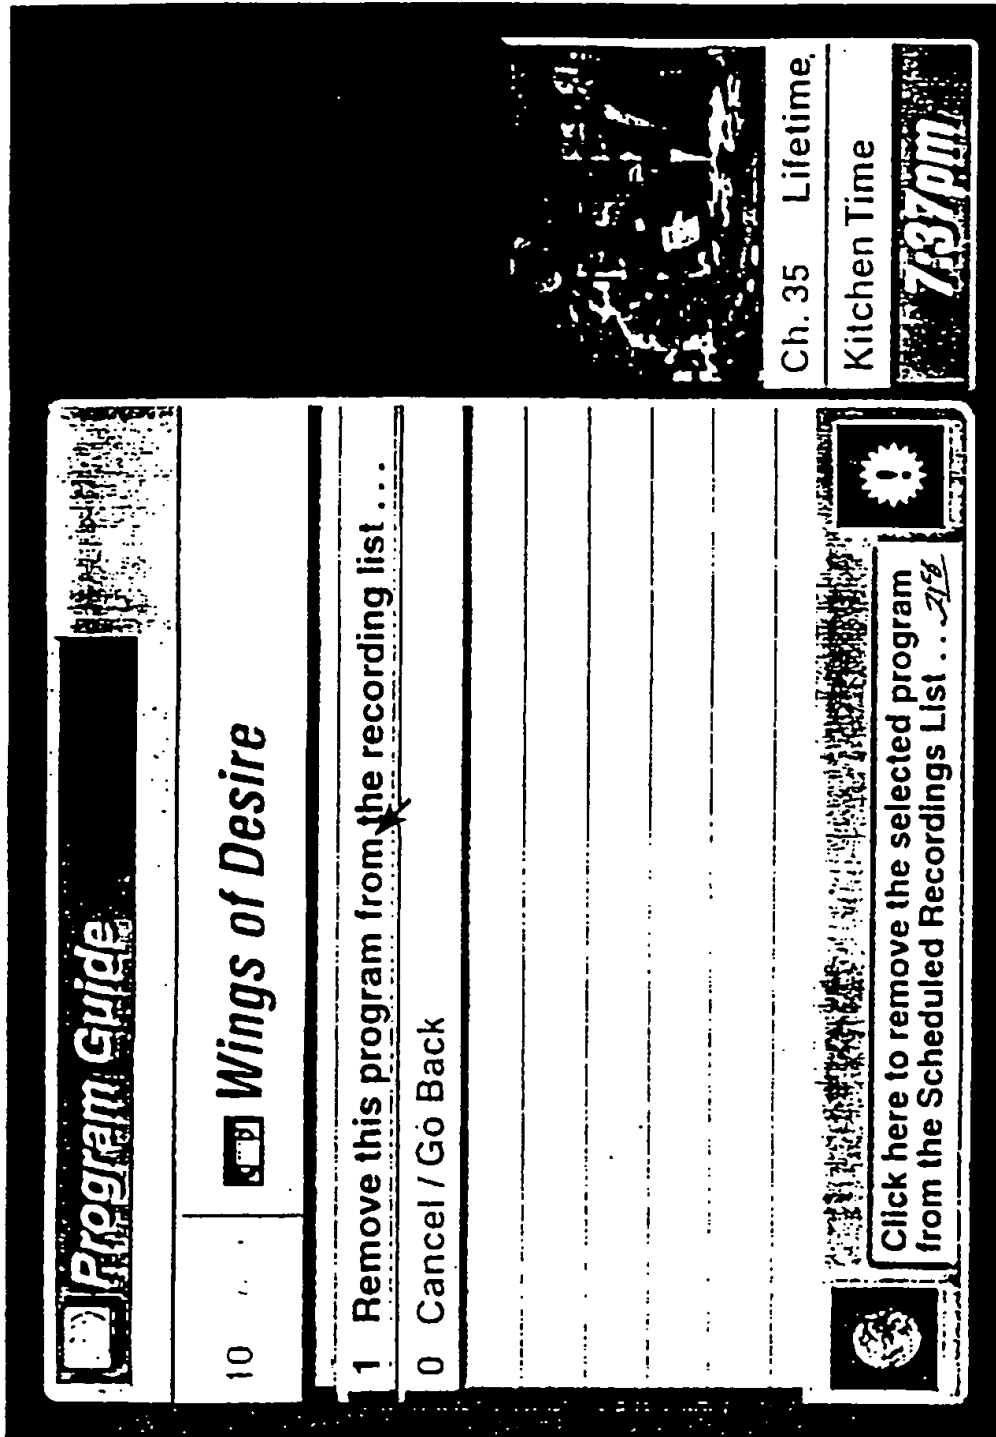 Program Guide
10 Wings of Desire
1 Remove this program from the recording list...
0 Cancel / Go Back
Click here to remove the selected program
from the Scheduled Recordings List... 218
!
Ch. 35 Lifetime
Kitchen Time
7:37pm